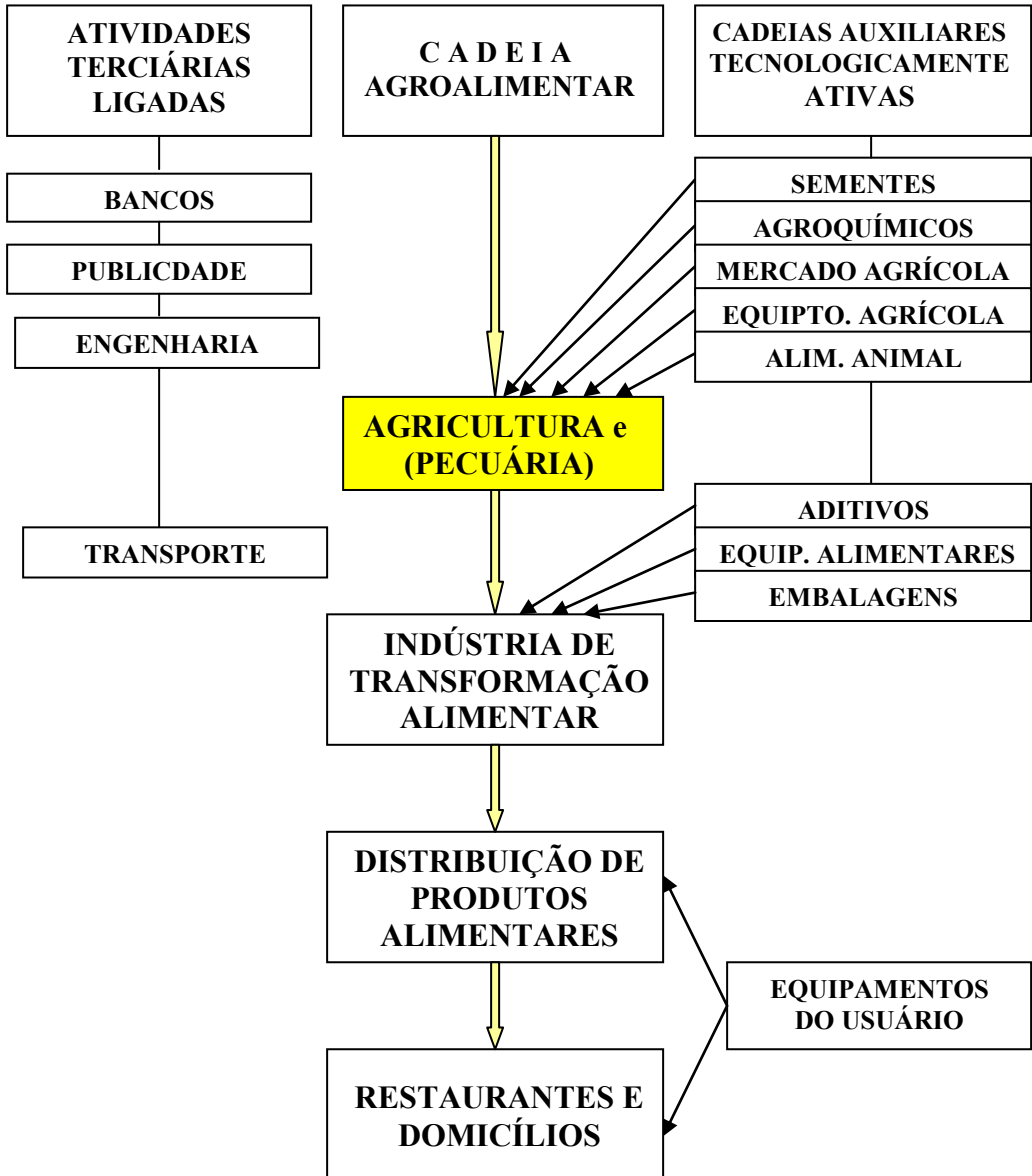 ATIVIDADES
TERCIÁRIAS
LIGADAS
C A D E I A
AGROALIMENTAR
CADEIAS AUXILIARES
TECNOLOGICAMENTE
ATIVAS
BANCOS
PUBLICDADE
ENGENHARIA
TRANSPORTE
SEMENTES
AGROQUÍMICOS
MERCADO AGRÍCOLA
EQUIPTO. AGRÍCOLA
ALIM. ANIMAL
AGRICULTURA e
(PECUÁRIA)
ADITIVOS
EQUIP. ALIMENTARES
EMBALAGENS
INDÚSTRIA DE
TRANSFORMAÇÃO
ALIMENTAR
DISTRIBUIÇÃO DE
PRODUTOS
ALIMENTARES
EQUIPAMENTOS
DO USUÁRIO
RESTAURANTES E
DOMICÍLIOS